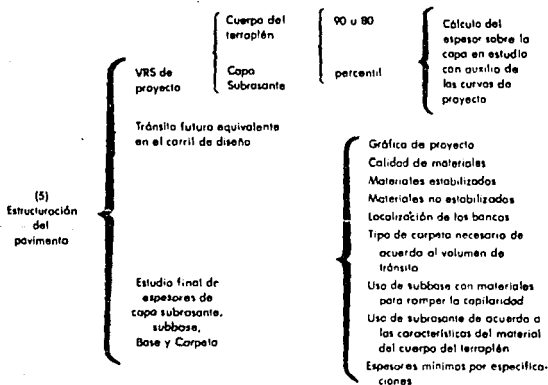 (5)
Estructuración
del
pavimento
VRS de
proyecto
Cuerpo del
terraplén
Capa
Subrasante
90 u 80
percentil
Cálculo del
espesor sobre la
capa en estudio
con auxilio de
las curvas de
proyecto
Tránsito futuro equivalente
en el carril de diseño
Estudio final de
espesores de
capa subrasante,
subbase,
Base y Carpeta
Gráfica de proyecto
Calidad de materiales
Materiales estabilizados
Materiales no estabilizados
Localización de los bancos
Tipo de carpeta necesario de
acuerdo al volumen de
tránsito
Uso de subbase con materiales
para romper la capilaridad
Uso de subrasante de acuerdo a
las características del material
del cuerpo del terraplén
Espesores mínimos por especifica-
ciones